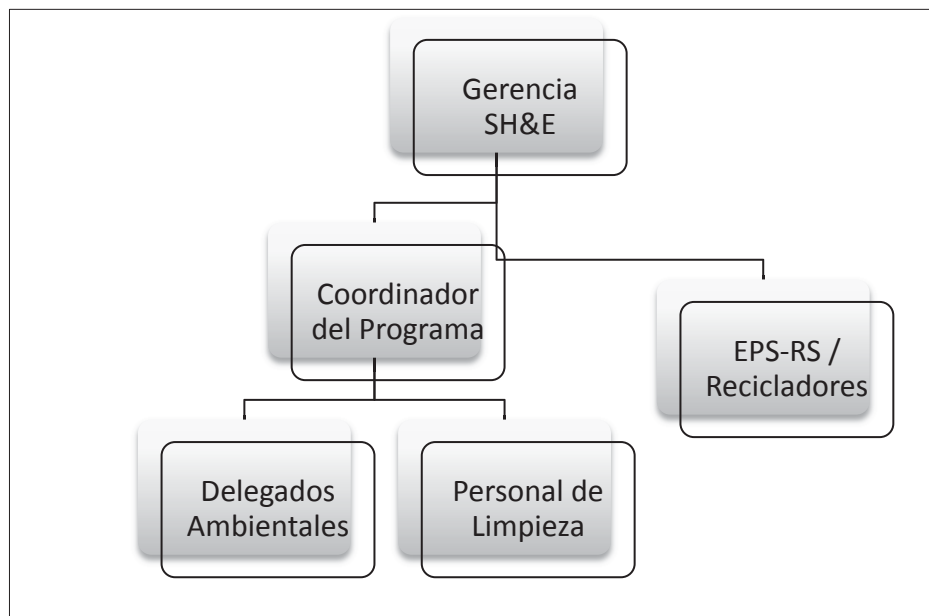 Gerencia
SH&E
Coordinador
del Programa
EPS-RS /
Recicladores
Delegados
Ambientales
Personal de
Limpieza